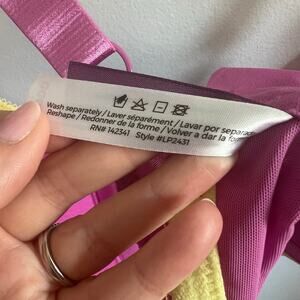 Wash separately / Laver séparément / Lavar por separado
Reshape / Redonner de la forme / Volver a dar la forma
RN# 142341 Style #LP2431